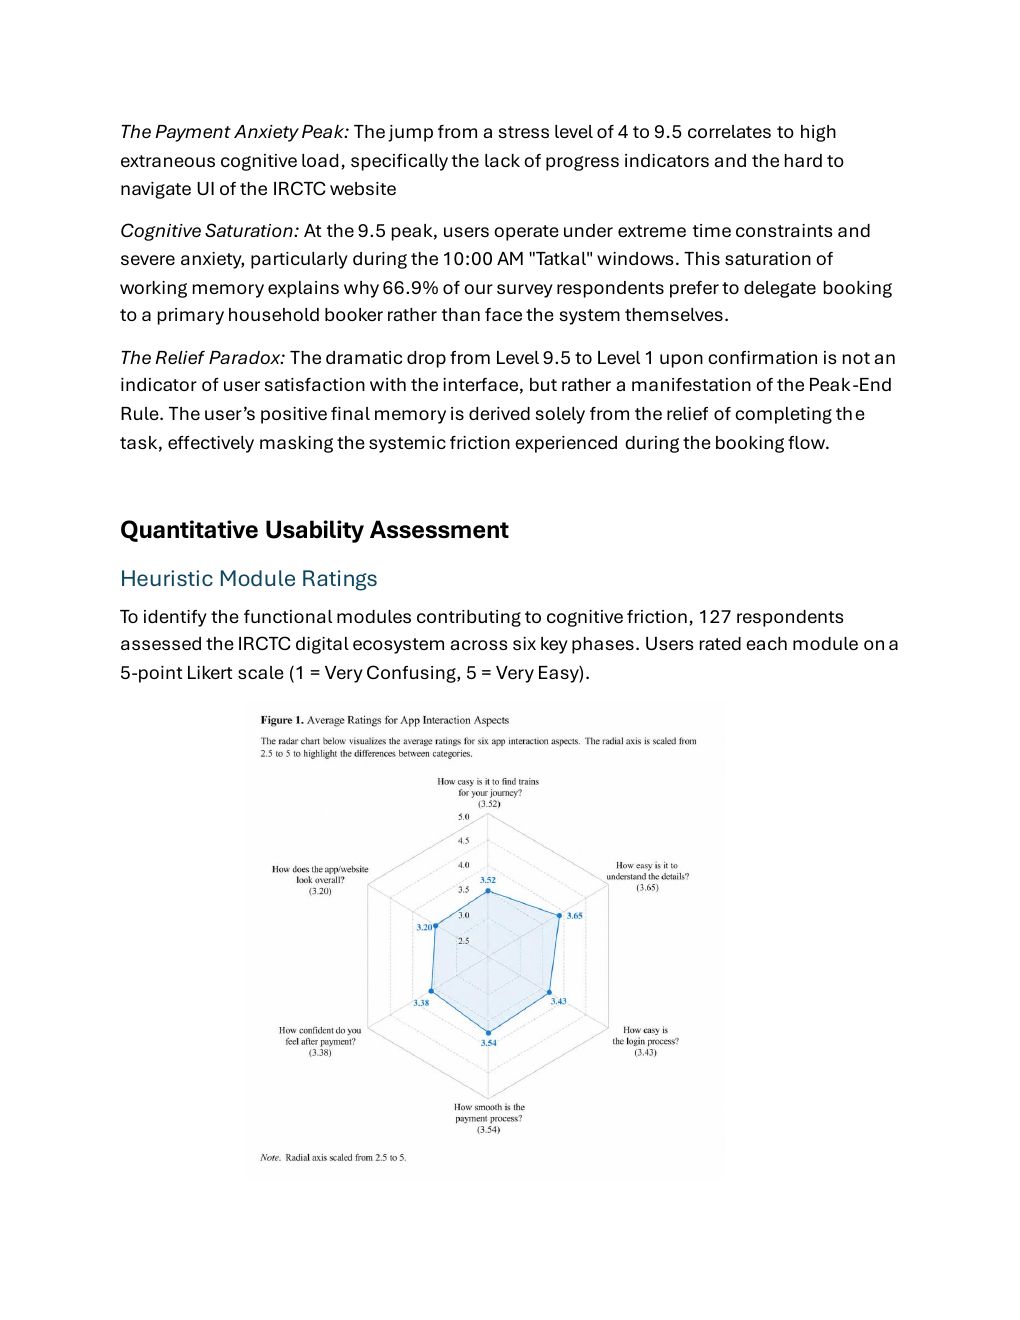 The Payment Anxiety Peak: The jump from a stress level of 4 to 9.5 correlates to high
extraneous cognitive load, specifically the lack of progress indicators and the hard to
navigate UI of the IRCTC website
Cognitive Saturation: At the 9.5 peak, users operate under extreme time constraints and
severe anxiety, particularly during the 10:00 AM "Tatkal" windows. This saturation of
working memory explains why 66.9% of our survey respondents prefer to delegate booking
to a primary household booker rather than face the system themselves.
The Relief Paradox: The dramatic drop from Level 9.5 to Level 1 upon confirmation is not an
indicator of user satisfaction with the interface, but rather a manifestation of the Peak-End
Rule. The user’s positive final memory is derived solely from the relief of completing the
task, effectively masking the systemic friction experienced during the booking flow.
Quantitative Usability Assessment
Heuristic Module Ratings
To identify the functional modules contributing to cognitive friction, 127 respondents
assessed the IRCTC digital ecosystem across six key phases. Users rated each module on a
5-point Likert scale (1 = Very Confusing, 5 = Very Easy).
Figure 1. Average Ratings for App Interaction Aspects
The radar chart below visualizes the average ratings for six app interaction aspects. The radial axis is scaled from
2.5 to 5 to highlight the differences between categories.
How easy is it to find trains
for your journey?
(3.52)
5.0
4.5
4.0
3.52
3.5
3.0
2.5
How does the app/website
look overall?
(3.20)
How easy is it to
understand the details?
(3.65)
3.20
3.65
3.38
3.43
3.54
How confident do you
feel after payment?
(3.38)
How easy is
the login process?
(3.43)
How smooth is the
payment process?
(3.54)
Note. Radial axis scaled from 2.5 to 5.